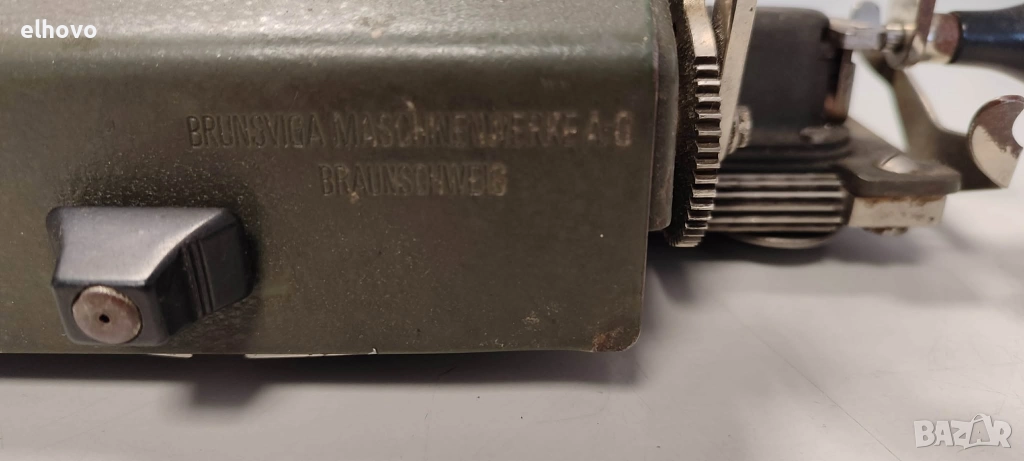 elhovo
BRUNSVIGA MASCHINENWERKE A-G
BRAUNSCHWEIG
BAZAR